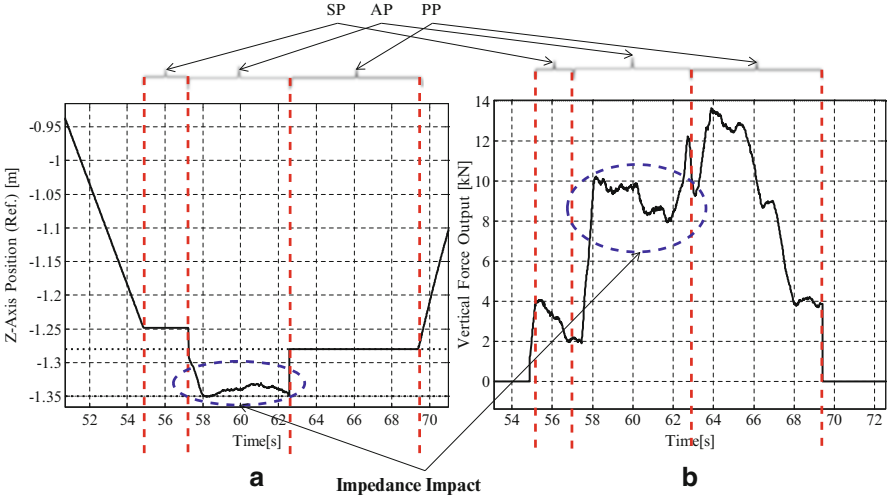 SP AP PP
Z-Axis Position (Ref.) [m]
-0.95
-1
-1.05
-1.1
-1.15
-1.2
-1.25
-1.3
-1.35
52 54 56 58 60 62 64 66 68 70
Time[s]
a
Vertical Force Output [kN]
14
12
10
8
6
4
2
0
54 56 58 60 62 64 66 68 70 72
Time[s]
b
Impedance Impact